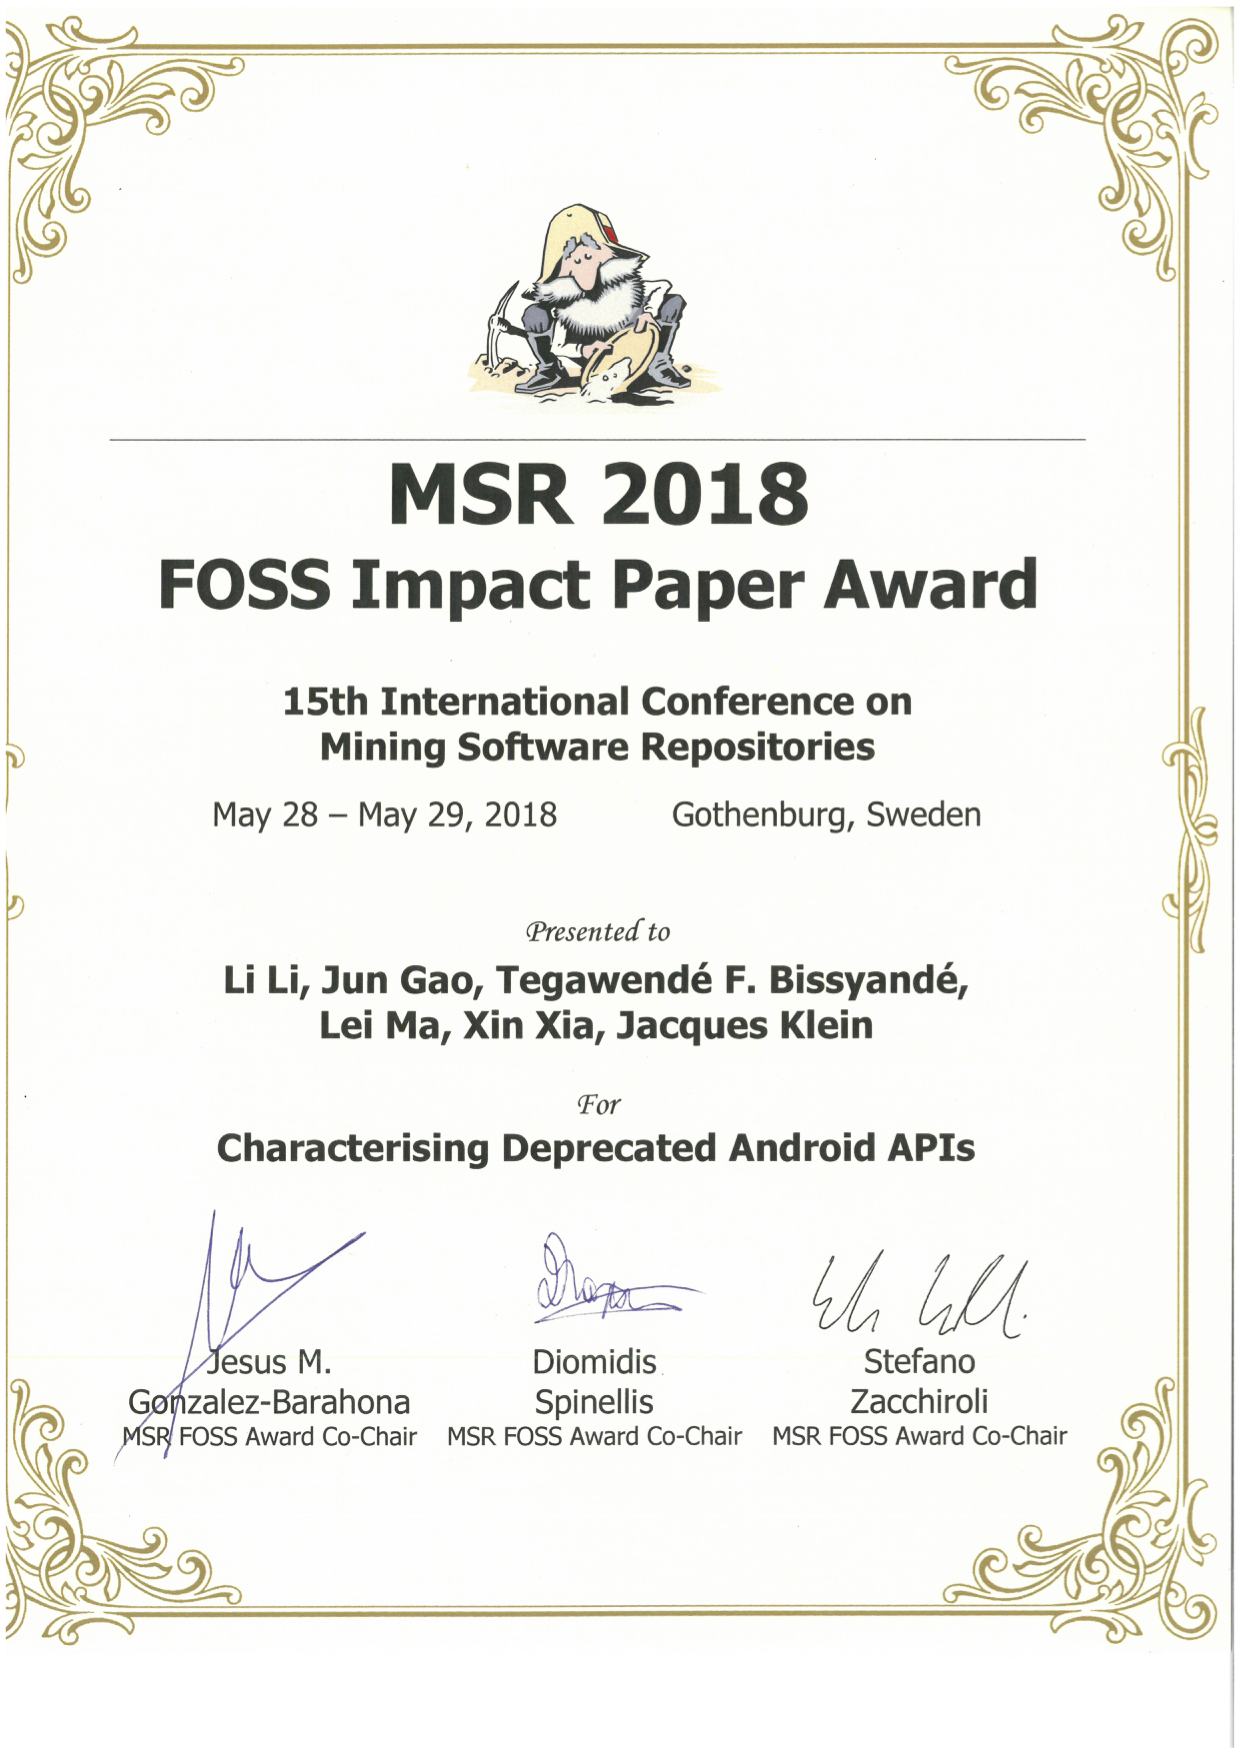 MSR 2018
FOSS Impact Paper Award
15th International Conference on
Mining Software Repositories
May 28 – May 29, 2018 Gothenburg, Sweden
Presented to
Li Li, Jun Gao, Tegawendé F. Bissyandé,
Lei Ma, Xin Xia, Jacques Klein
For
Characterising Deprecated Android APIs
Jesus M.
Gonzalez-Barahona
MSR FOSS Award Co-Chair
Diomidis
Spinellis
MSR FOSS Award Co-Chair
Stefano
Zacchiroli
MSR FOSS Award Co-Chair